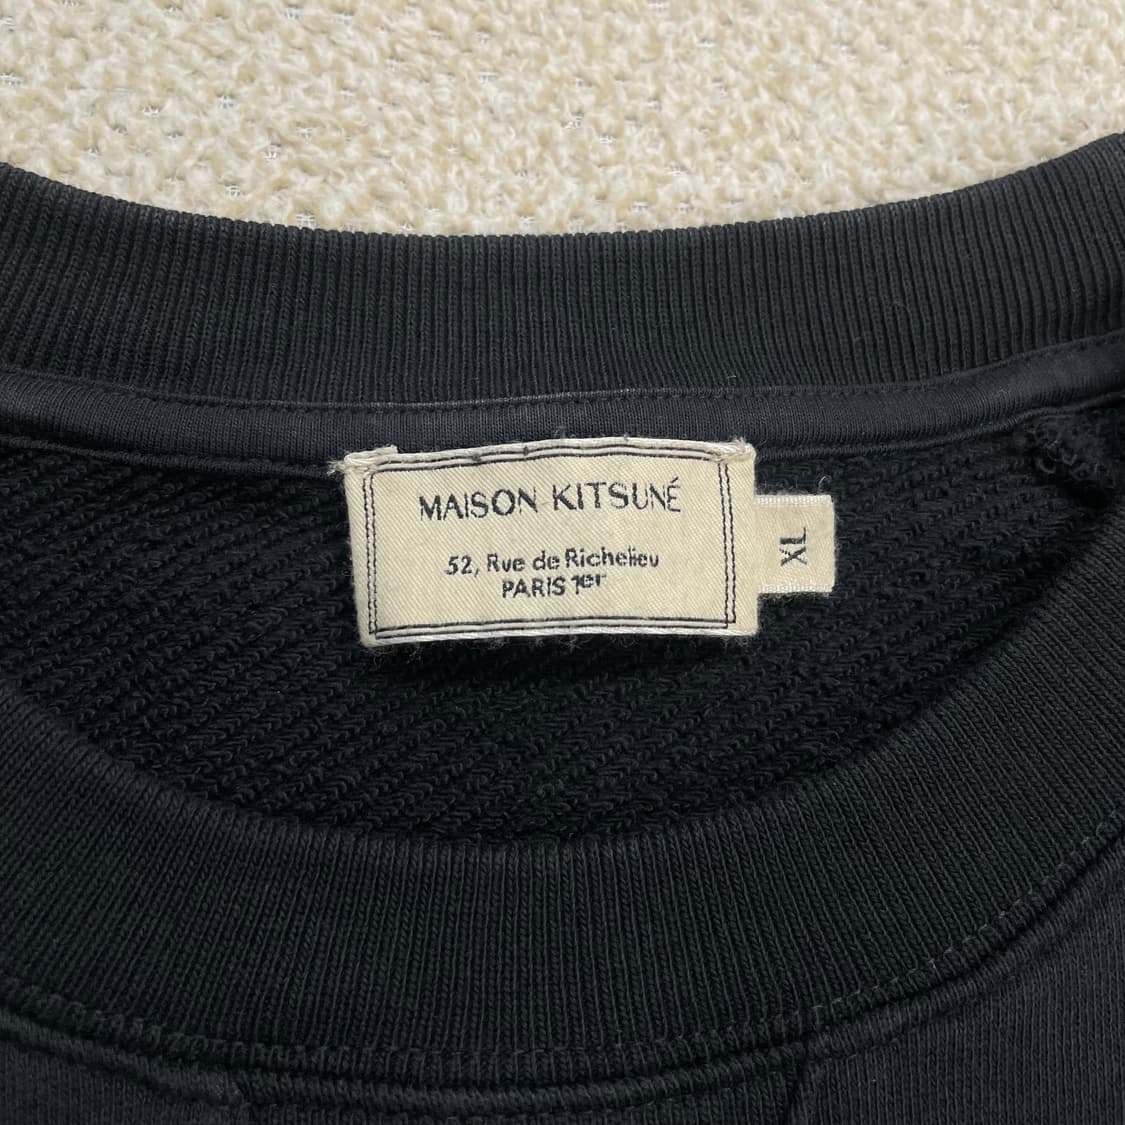 MAISON KITSUNÉ
52, Rue de Richelieu
PARIS 1er
XL